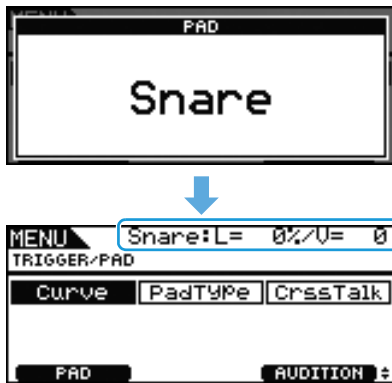 PAD
Snare
MENU Snare:L= 0%/V= 0
TRIGGER/PAD
Curve PadType CrssTalk
PAD AUDITION